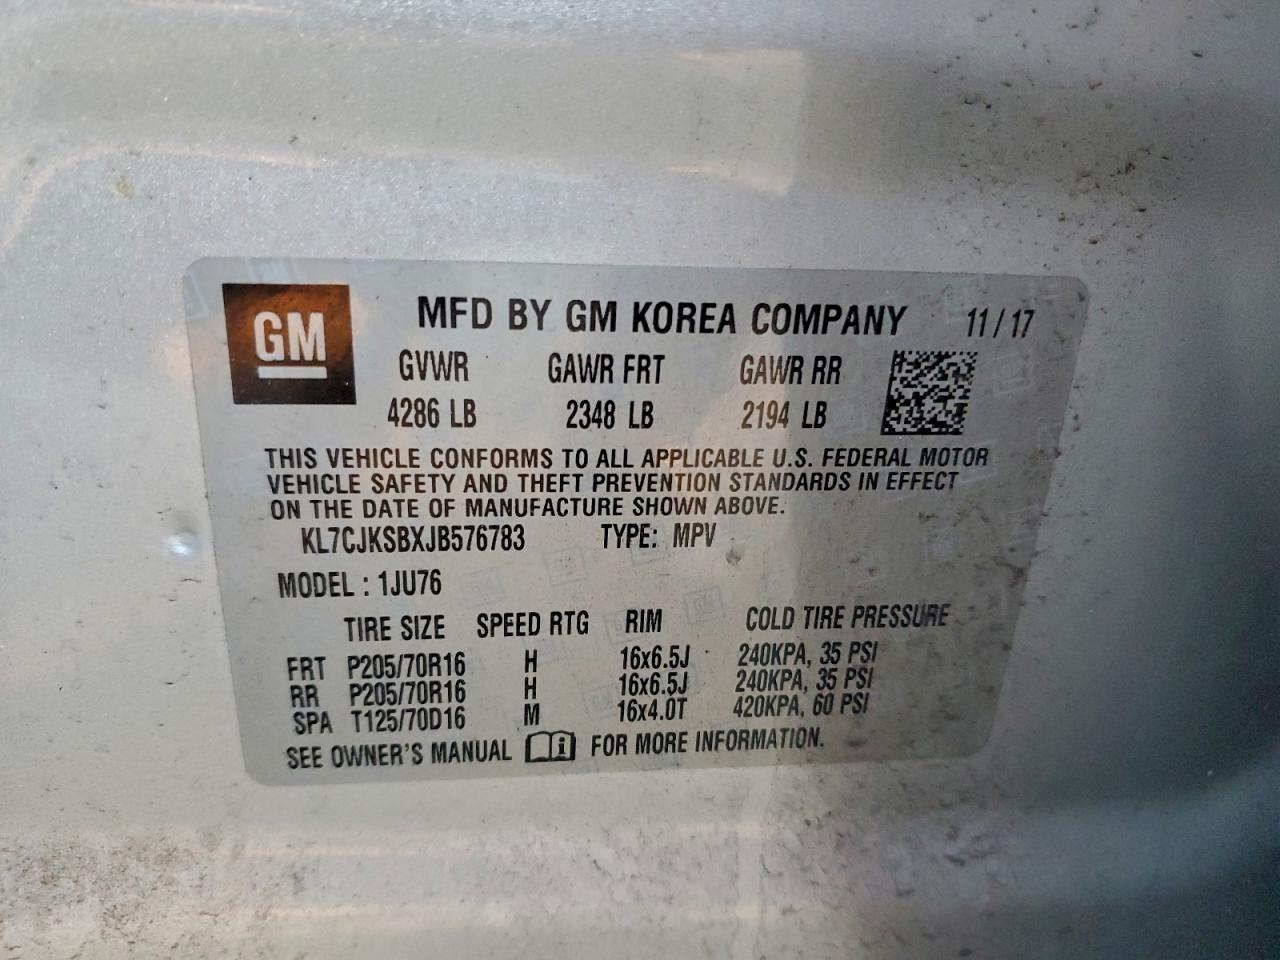 GM
MFD BY GM KOREA COMPANY 11/17
GVWR GAWR FRT GAWR RR
4286 LB 2348 LB 2194 LB
THIS VEHICLE CONFORMS TO ALL APPLICABLE U.S. FEDERAL MOTOR
VEHICLE SAFETY AND THEFT PREVENTION STANDARDS IN EFFECT
ON THE DATE OF MANUFACTURE SHOWN ABOVE.
KL7CJKSBXJB576783 TYPE: MPV
MODEL : 1JU76
TIRE SIZE SPEED RTG RIM COLD TIRE PRESSURE
FRT P205/70R16 H 16x6.5J 240KPA, 35 PSI
RR P205/70R16 H 16x6.5J 240KPA, 35 PSI
SPA T125/70D16 M 16x4.0T 420KPA, 60 PSI
SEE OWNER'S MANUAL FOR MORE INFORMATION.